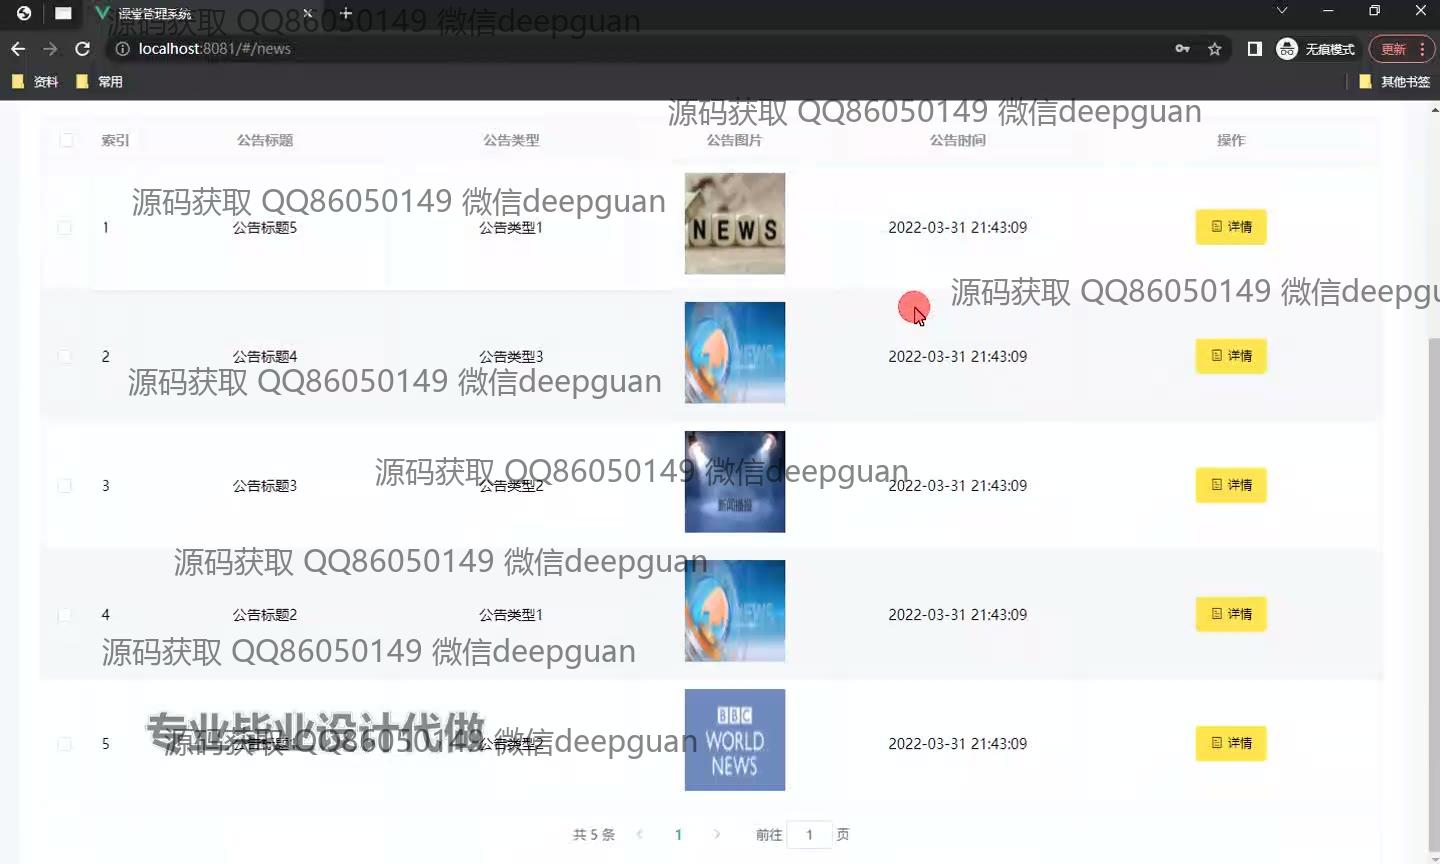 课堂管理系统
源码获取 QQ86050149 微信deepguan
localhost:8081/#/news
无痕模式
更新
资料
常用
其他书签
源码获取 QQ86050149 微信deepguan
索引 公告标题 公告类型 公告图片 公告时间 操作
源码获取 QQ86050149 微信deepguan
NEWS
1 公告标题5 公告类型1 2022-03-31 21:43:09 详情
源码获取 QQ86050149 微信deepgu
NEWS
2 公告标题4 公告类型3 2022-03-31 21:43:09 详情
源码获取 QQ86050149 微信deepguan
源码获取 QQ86050149 微信deepguan
3 公告标题3 公告类型2 2022-03-31 21:43:09 详情
新闻播报
源码获取 QQ86050149 微信deepguan
NEWS
4 公告标题2 公告类型1 2022-03-31 21:43:09 详情
源码获取 QQ86050149 微信deepguan
专业毕业设计代做
源码获取 QQ86050149 微信deepguan
BBC
WORLD
NEWS
5 公告标题1 公告类型2 2022-03-31 21:43:09 详情
共 5 条 1 前往 1 页